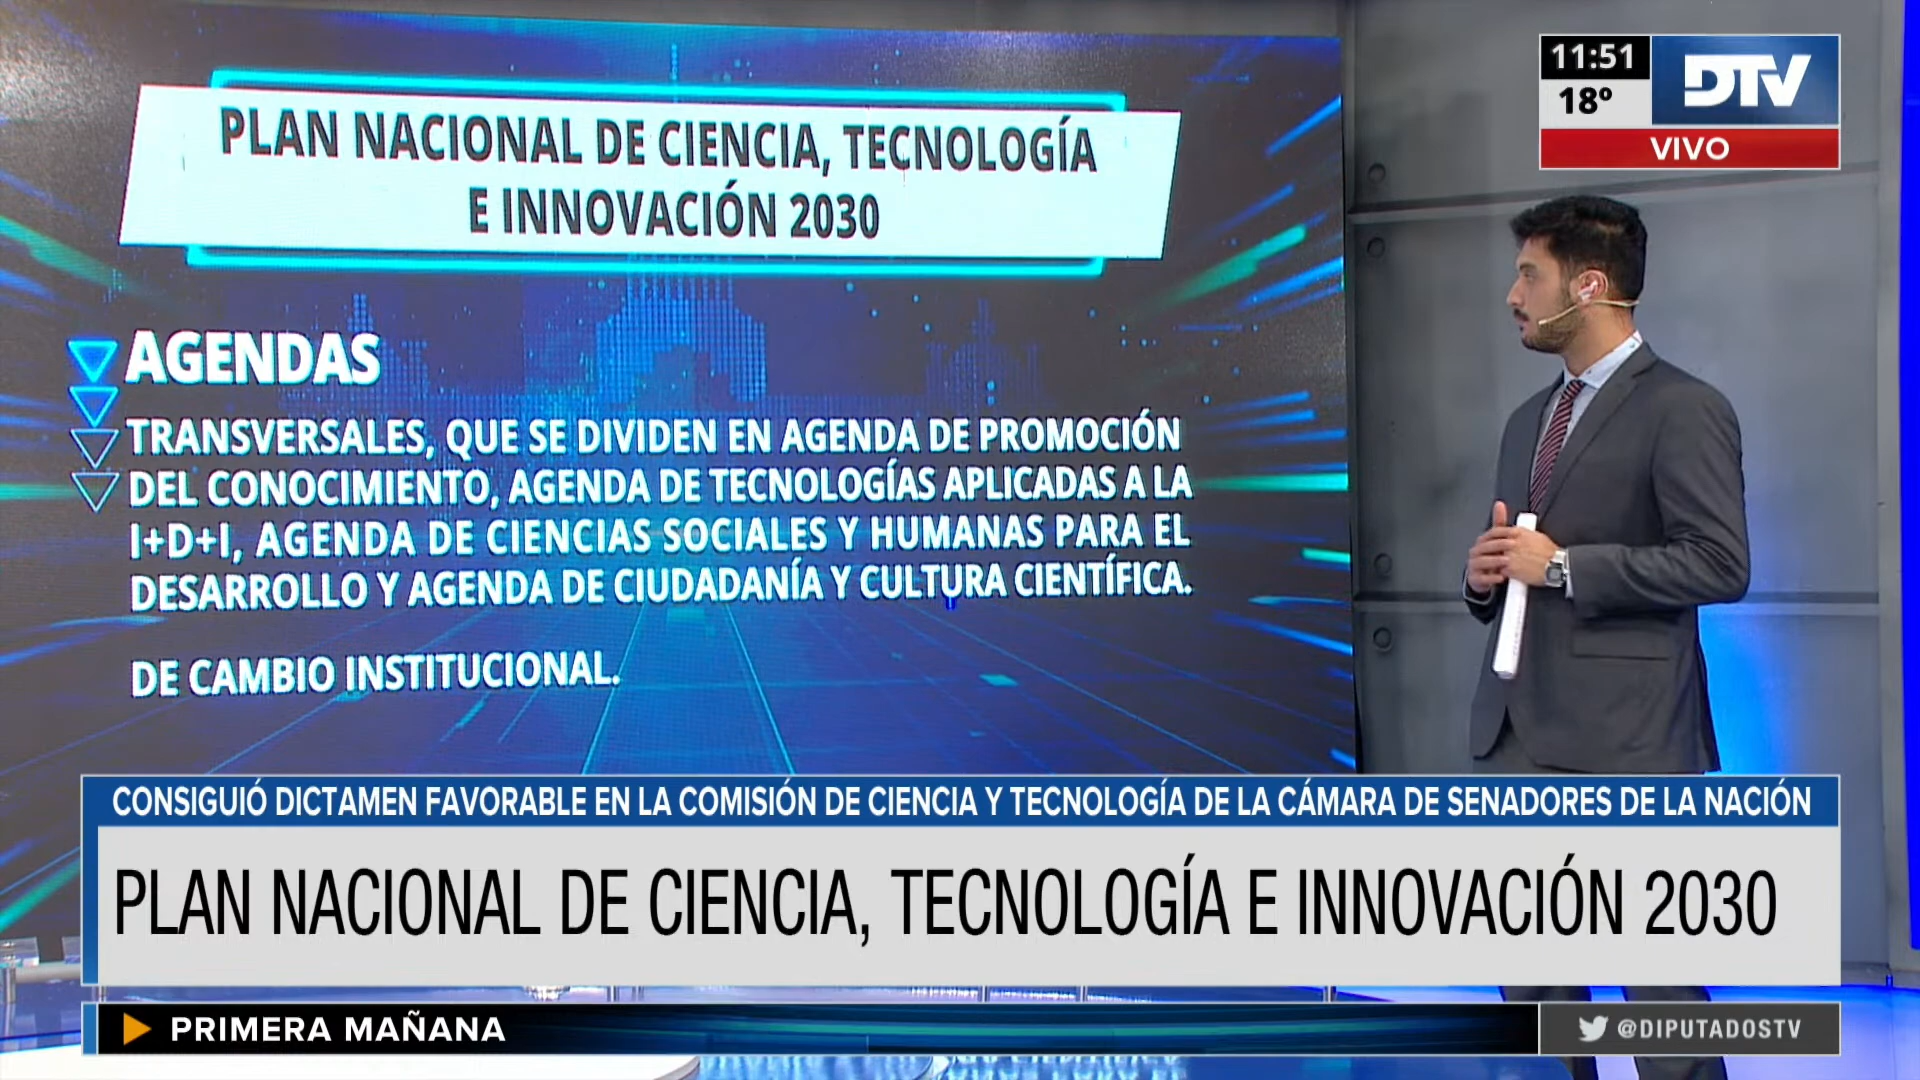 PLAN NACIONAL DE CIENCIA, TECNOLOGÍA
E INNOVACIÓN 2030
11:51
18º
DTV
VIVO
AGENDAS
TRANSVERSALES, QUE SE DIVIDEN EN AGENDA DE PROMOCIÓN
DEL CONOCIMIENTO, AGENDA DE TECNOLOGÍAS APLICADAS A LA
I+D+I, AGENDA DE CIENCIAS SOCIALES Y HUMANAS PARA EL
DESARROLLO Y AGENDA DE CIUDADANÍA Y CULTURA CIENTÍFICA.
DE CAMBIO INSTITUCIONAL.
CONSIGUIÓ DICTAMEN FAVORABLE EN LA COMISIÓN DE CIENCIA Y TECNOLOGÍA DE LA CÁMARA DE SENADORES DE LA NACIÓN
PLAN NACIONAL DE CIENCIA, TECNOLOGÍA E INNOVACIÓN 2030
PRIMERA MAÑANA
@DIPUTADOSTV